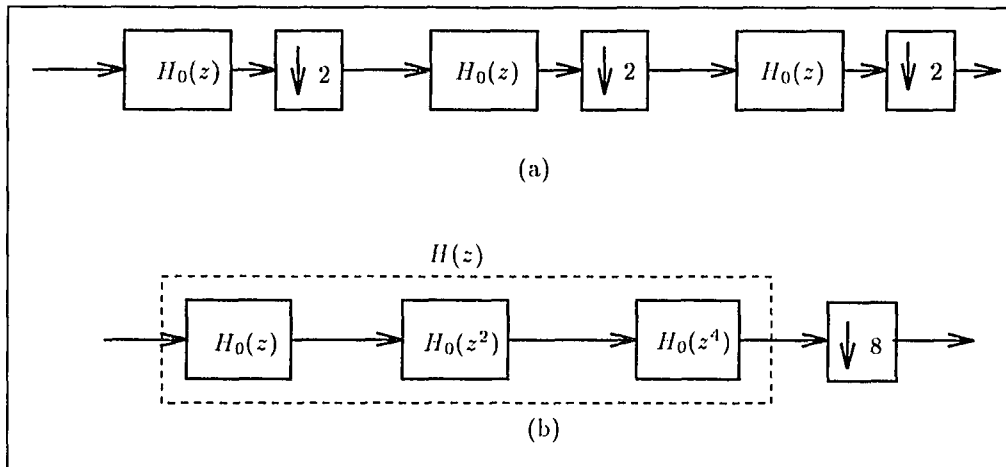 H₀(z) ↓ 2 H₀(z) ↓ 2 H₀(z) ↓ 2
(a)
H(z)
H₀(z) H₀(z²) H₀(z⁴) ↓ 8
(b)